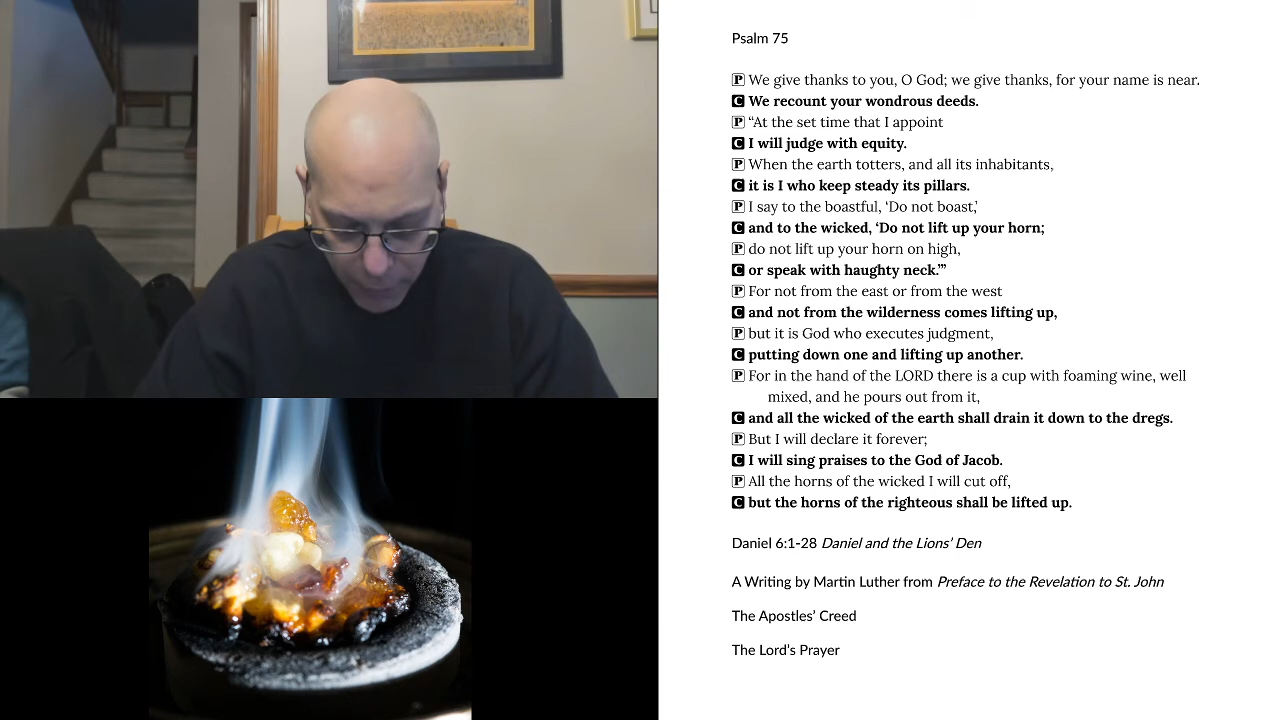 Psalm 75
P We give thanks to you, O God; we give thanks, for your name is near.
C We recount your wondrous deeds.
P “At the set time that I appoint
C I will judge with equity.
P When the earth totters, and all its inhabitants,
C it is I who keep steady its pillars.
P I say to the boastful, ‘Do not boast,’
C and to the wicked, ‘Do not lift up your horn;
P do not lift up your horn on high,
C or speak with haughty neck.’”
P For not from the east or from the west
C and not from the wilderness comes lifting up,
P but it is God who executes judgment,
C putting down one and lifting up another.
P For in the hand of the LORD there is a cup with foaming wine, well
mixed, and he pours out from it,
C and all the wicked of the earth shall drain it down to the dregs.
P But I will declare it forever;
C I will sing praises to the God of Jacob.
P All the horns of the wicked I will cut off,
C but the horns of the righteous shall be lifted up.
Daniel 6:1-28 Daniel and the Lions’ Den
A Writing by Martin Luther from Preface to the Revelation to St. John
The Apostles’ Creed
The Lord’s Prayer